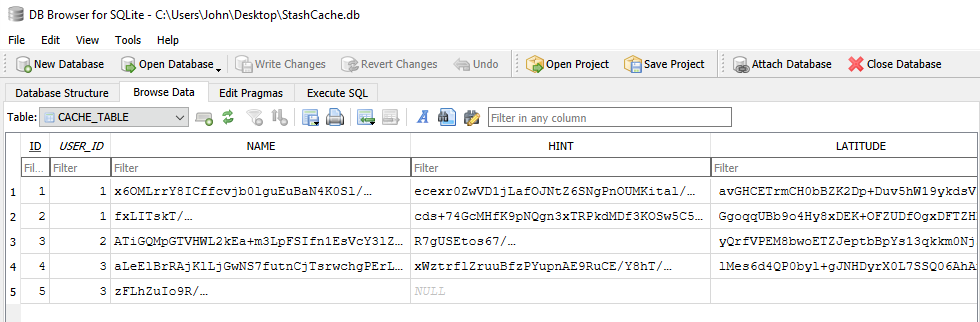 DB Browser for SQLite - C:\Users\John\Desktop\StashCache.db
File Edit View Tools Help
New Database Open Database Write Changes Revert Changes Undo Open Project Save Project Attach Database Close Database
Database Structure Browse Data Edit Pragmas Execute SQL
Table: CACHE_TABLE Filter in any column
ID USER_ID NAME HINT LATITUDE
Fil... Filter Filter Filter Filter
1 1 1 x6OMLrrY8ICffcvjb0lguEuBaN4K0Sl/… ecexr0ZwVD1jLafOJNtZ6SNgPnOUMKital/… avGHCETrmCH0bBZK2Dp+Duv5hW19ykdsV
2 2 1 fxLITskT/… cds+74GcMHfK9pNQgn3xTRPkdMDf3KOSw5C5… GgoqqUBb9o4Hy8xDEK+OFZUDfOgxDFTZH
3 3 2 ATiGQMpGTVHWL2kEa+m3LpFSIfn1EsVcY3lZ… R7gUSEtos67/… yQrfVPEM8bwoETZJeptbBpYsl3qkkm0Nj
4 4 3 aLeElBrRAjKlLjGwNS7futnCjTsrwchgPErL… xWztrflZruuBfzPYupnAE9RuCE/Y8hT/… lMes6d4QP0byl+gJNHDyrX0L7SSQ06AhA
5 5 3 zFLhZuIo9R/… NULL